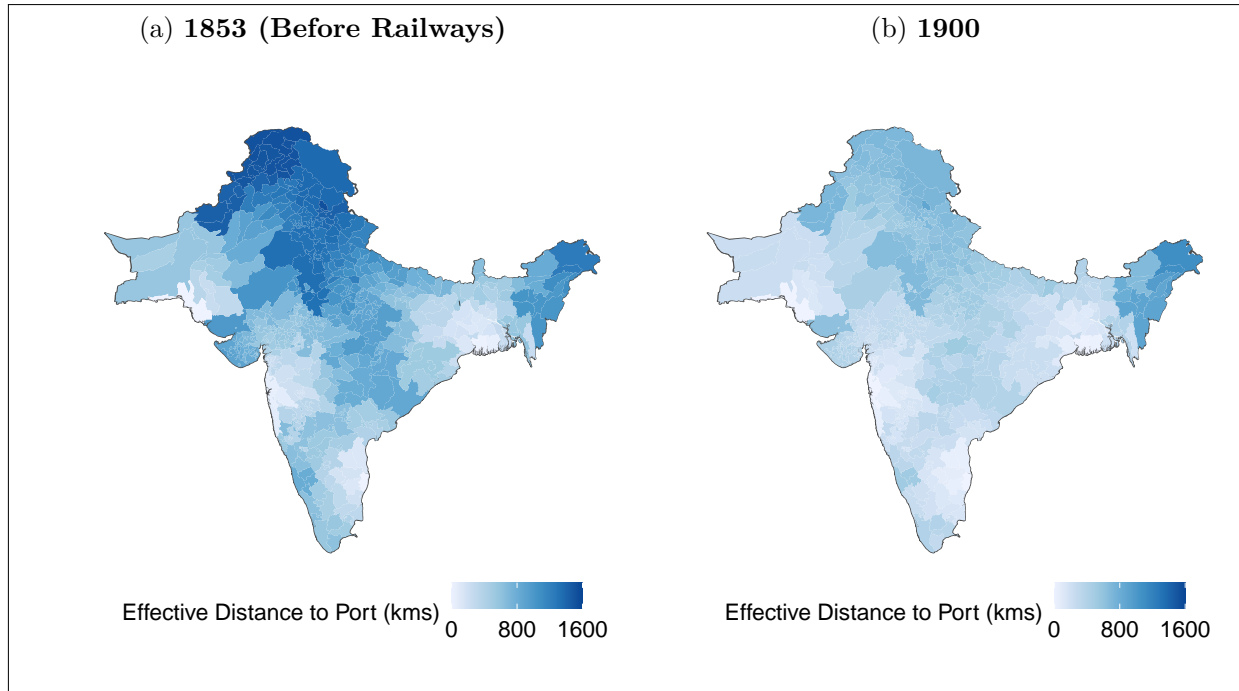 (a) 1853 (Before Railways)
(b) 1900
Effective Distance to Port (kms)
0 800 1600
Effective Distance to Port (kms)
0 800 1600